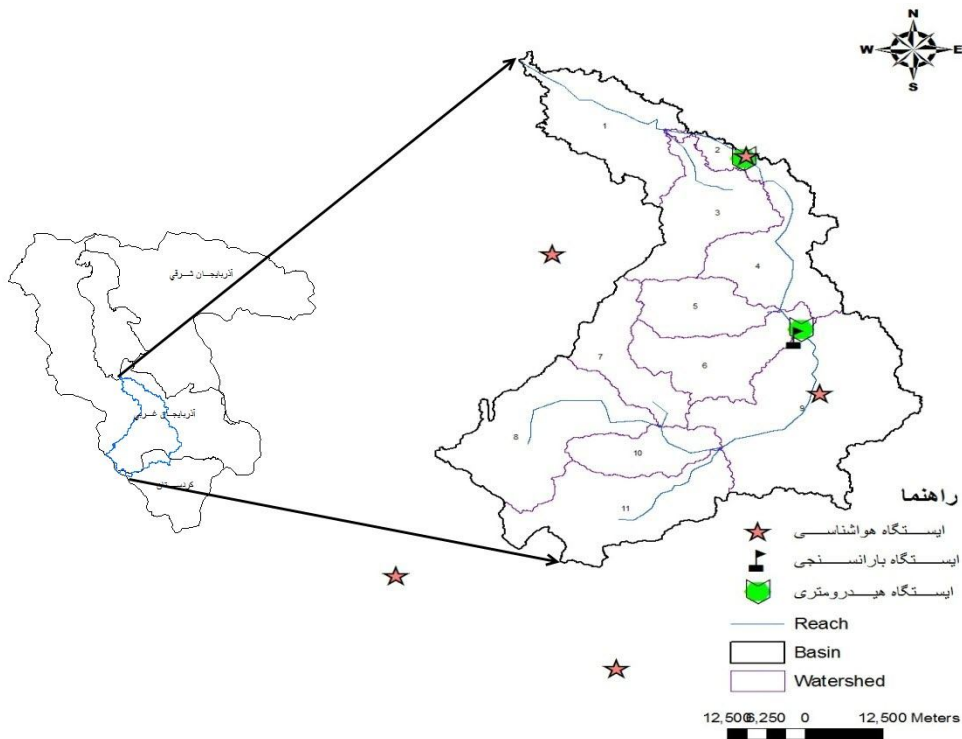 N
W E
S
1
2
3
4
5
6
7
8
9
10
11
آذربایجان شرقی
آذربایجان غربی
کردستان
راهنما
ایستگاه هواشناسی
ایستگاه بارانسنجی
ایستگاه هیدرومتری
Reach
Basin
Watershed
12,500 6,250 0 12,500 Meters